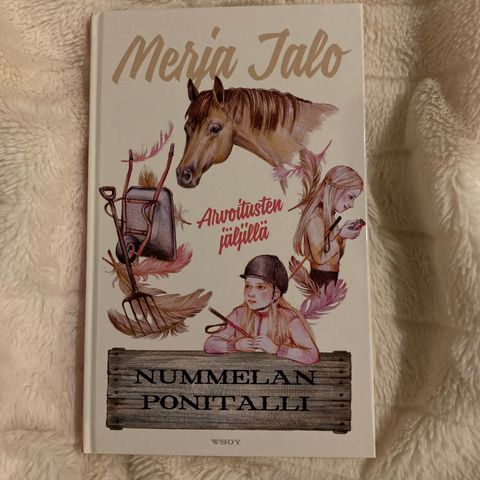 Merja Jalo
Arvoitusten
jäljillä
NUMMELAN
PONITALLI
WSOY